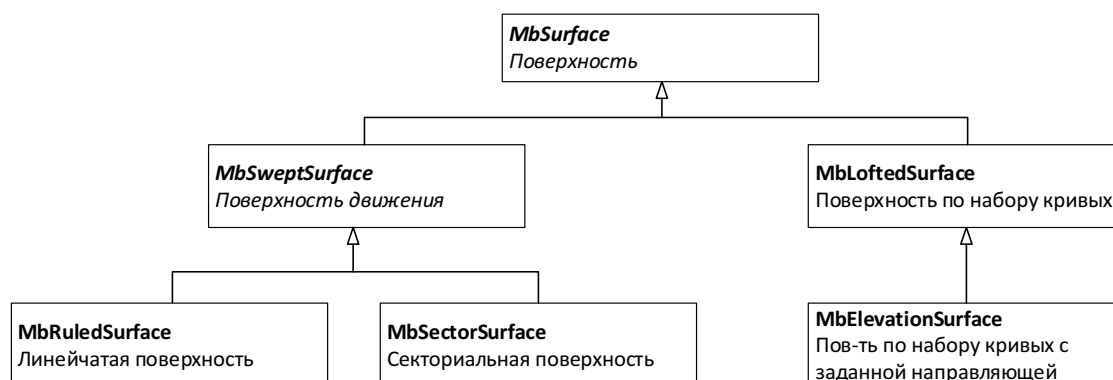 MbSurface
Поверхность
MbSweptSurface
Поверхность движения
MbLoftedSurface
Поверхность по набору кривых
MbRuledSurface
Линейчатая поверхность
MbSectorSurface
Секториальная поверхность
MbElevationSurface
Пов-ть по набору кривых с
заданной направляющей